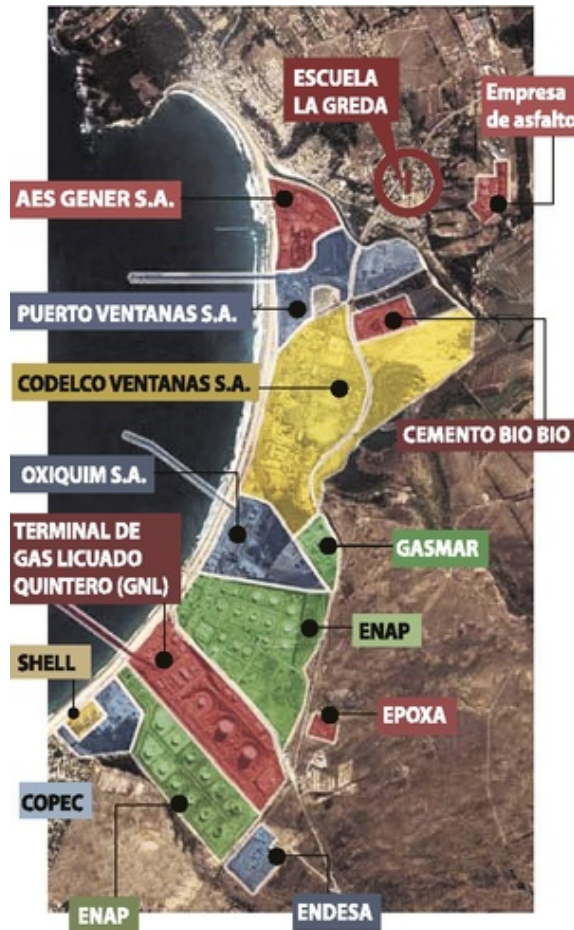 ESCUELA
LA GREDA
Empresa
de asfalto
AES GENER S.A.
PUERTO VENTANAS S.A.
CODELCO VENTANAS S.A.
CEMENTO BIO BIO
OXIQUIM S.A.
TERMINAL DE
GAS LICUADO
QUINTERO (GNL)
GASMAR
ENAP
SHELL
EPOXA
COPEC
ENAP
ENDESA